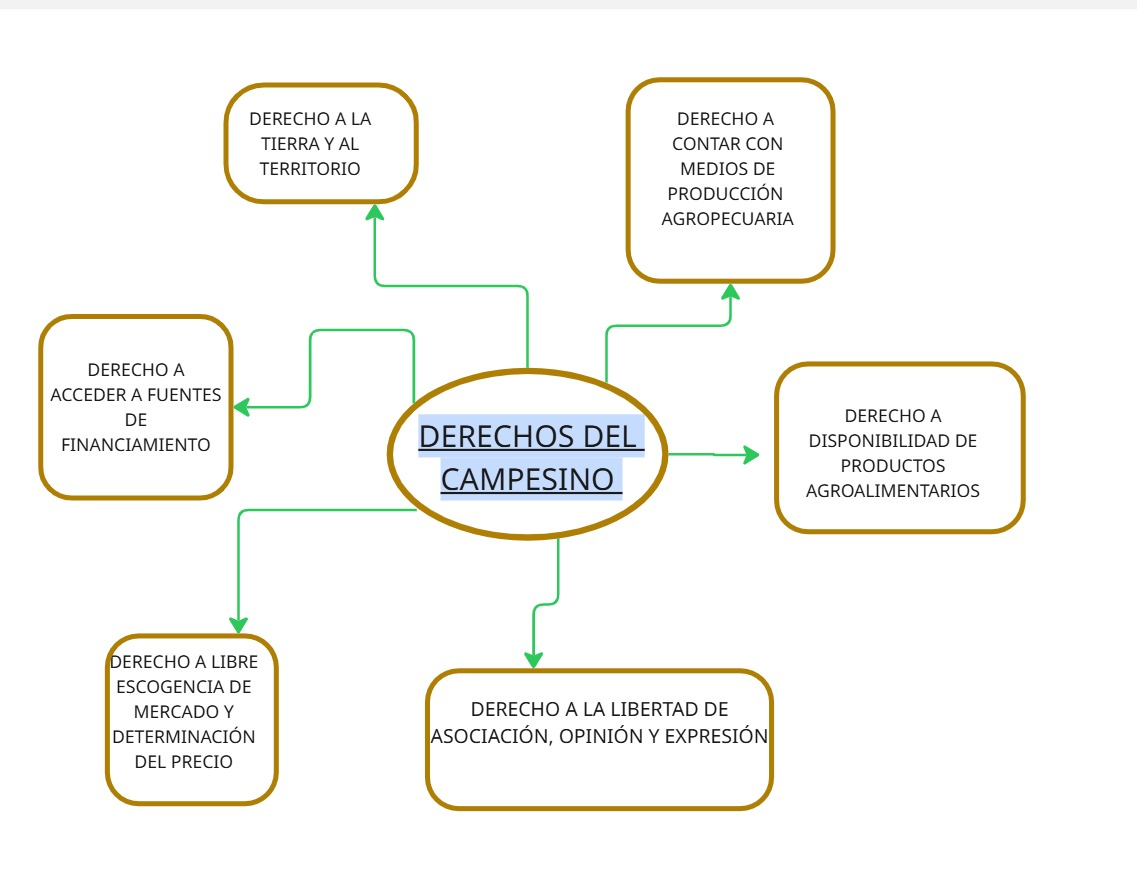 DERECHO A LA
TIERRA Y AL
TERRITORIO
DERECHO A
CONTAR CON
MEDIOS DE
PRODUCCIÓN
AGROPECUARIA
DERECHO A
ACCEDER A FUENTES
DE
FINANCIAMIENTO
DERECHOS DEL
CAMPESINO
DERECHO A
DISPONIBILIDAD DE
PRODUCTOS
AGROALIMENTARIOS
DERECHO A LIBRE
ESCOGENCIA DE
MERCADO Y
DETERMINACIÓN
DEL PRECIO
DERECHO A LA LIBERTAD DE
ASOCIACIÓN, OPINIÓN Y EXPRESIÓN